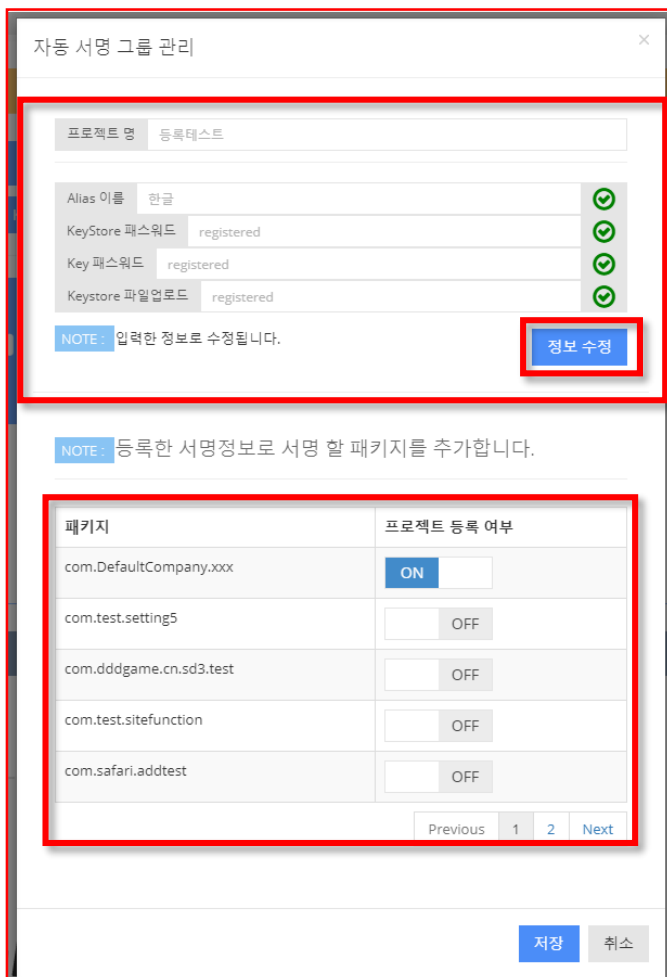 자동 서명 그룹 관리 ×
프로젝트 명 등록테스트
Alias 이름 한글
KeyStore 패스워드 registered
Key 패스워드 registered
Keystore 파일업로드 registered
NOTE : 입력한 정보로 수정됩니다.
정보 수정
NOTE : 등록한 서명정보로 서명 할 패키지를 추가합니다.
패키지 프로젝트 등록 여부
com.DefaultCompany.xxx ON
com.test.setting5 OFF
com.dddgame.cn.sd3.test OFF
com.test.sitefunction OFF
com.safari.addtest OFF
Previous 1 2 Next
저장 취소